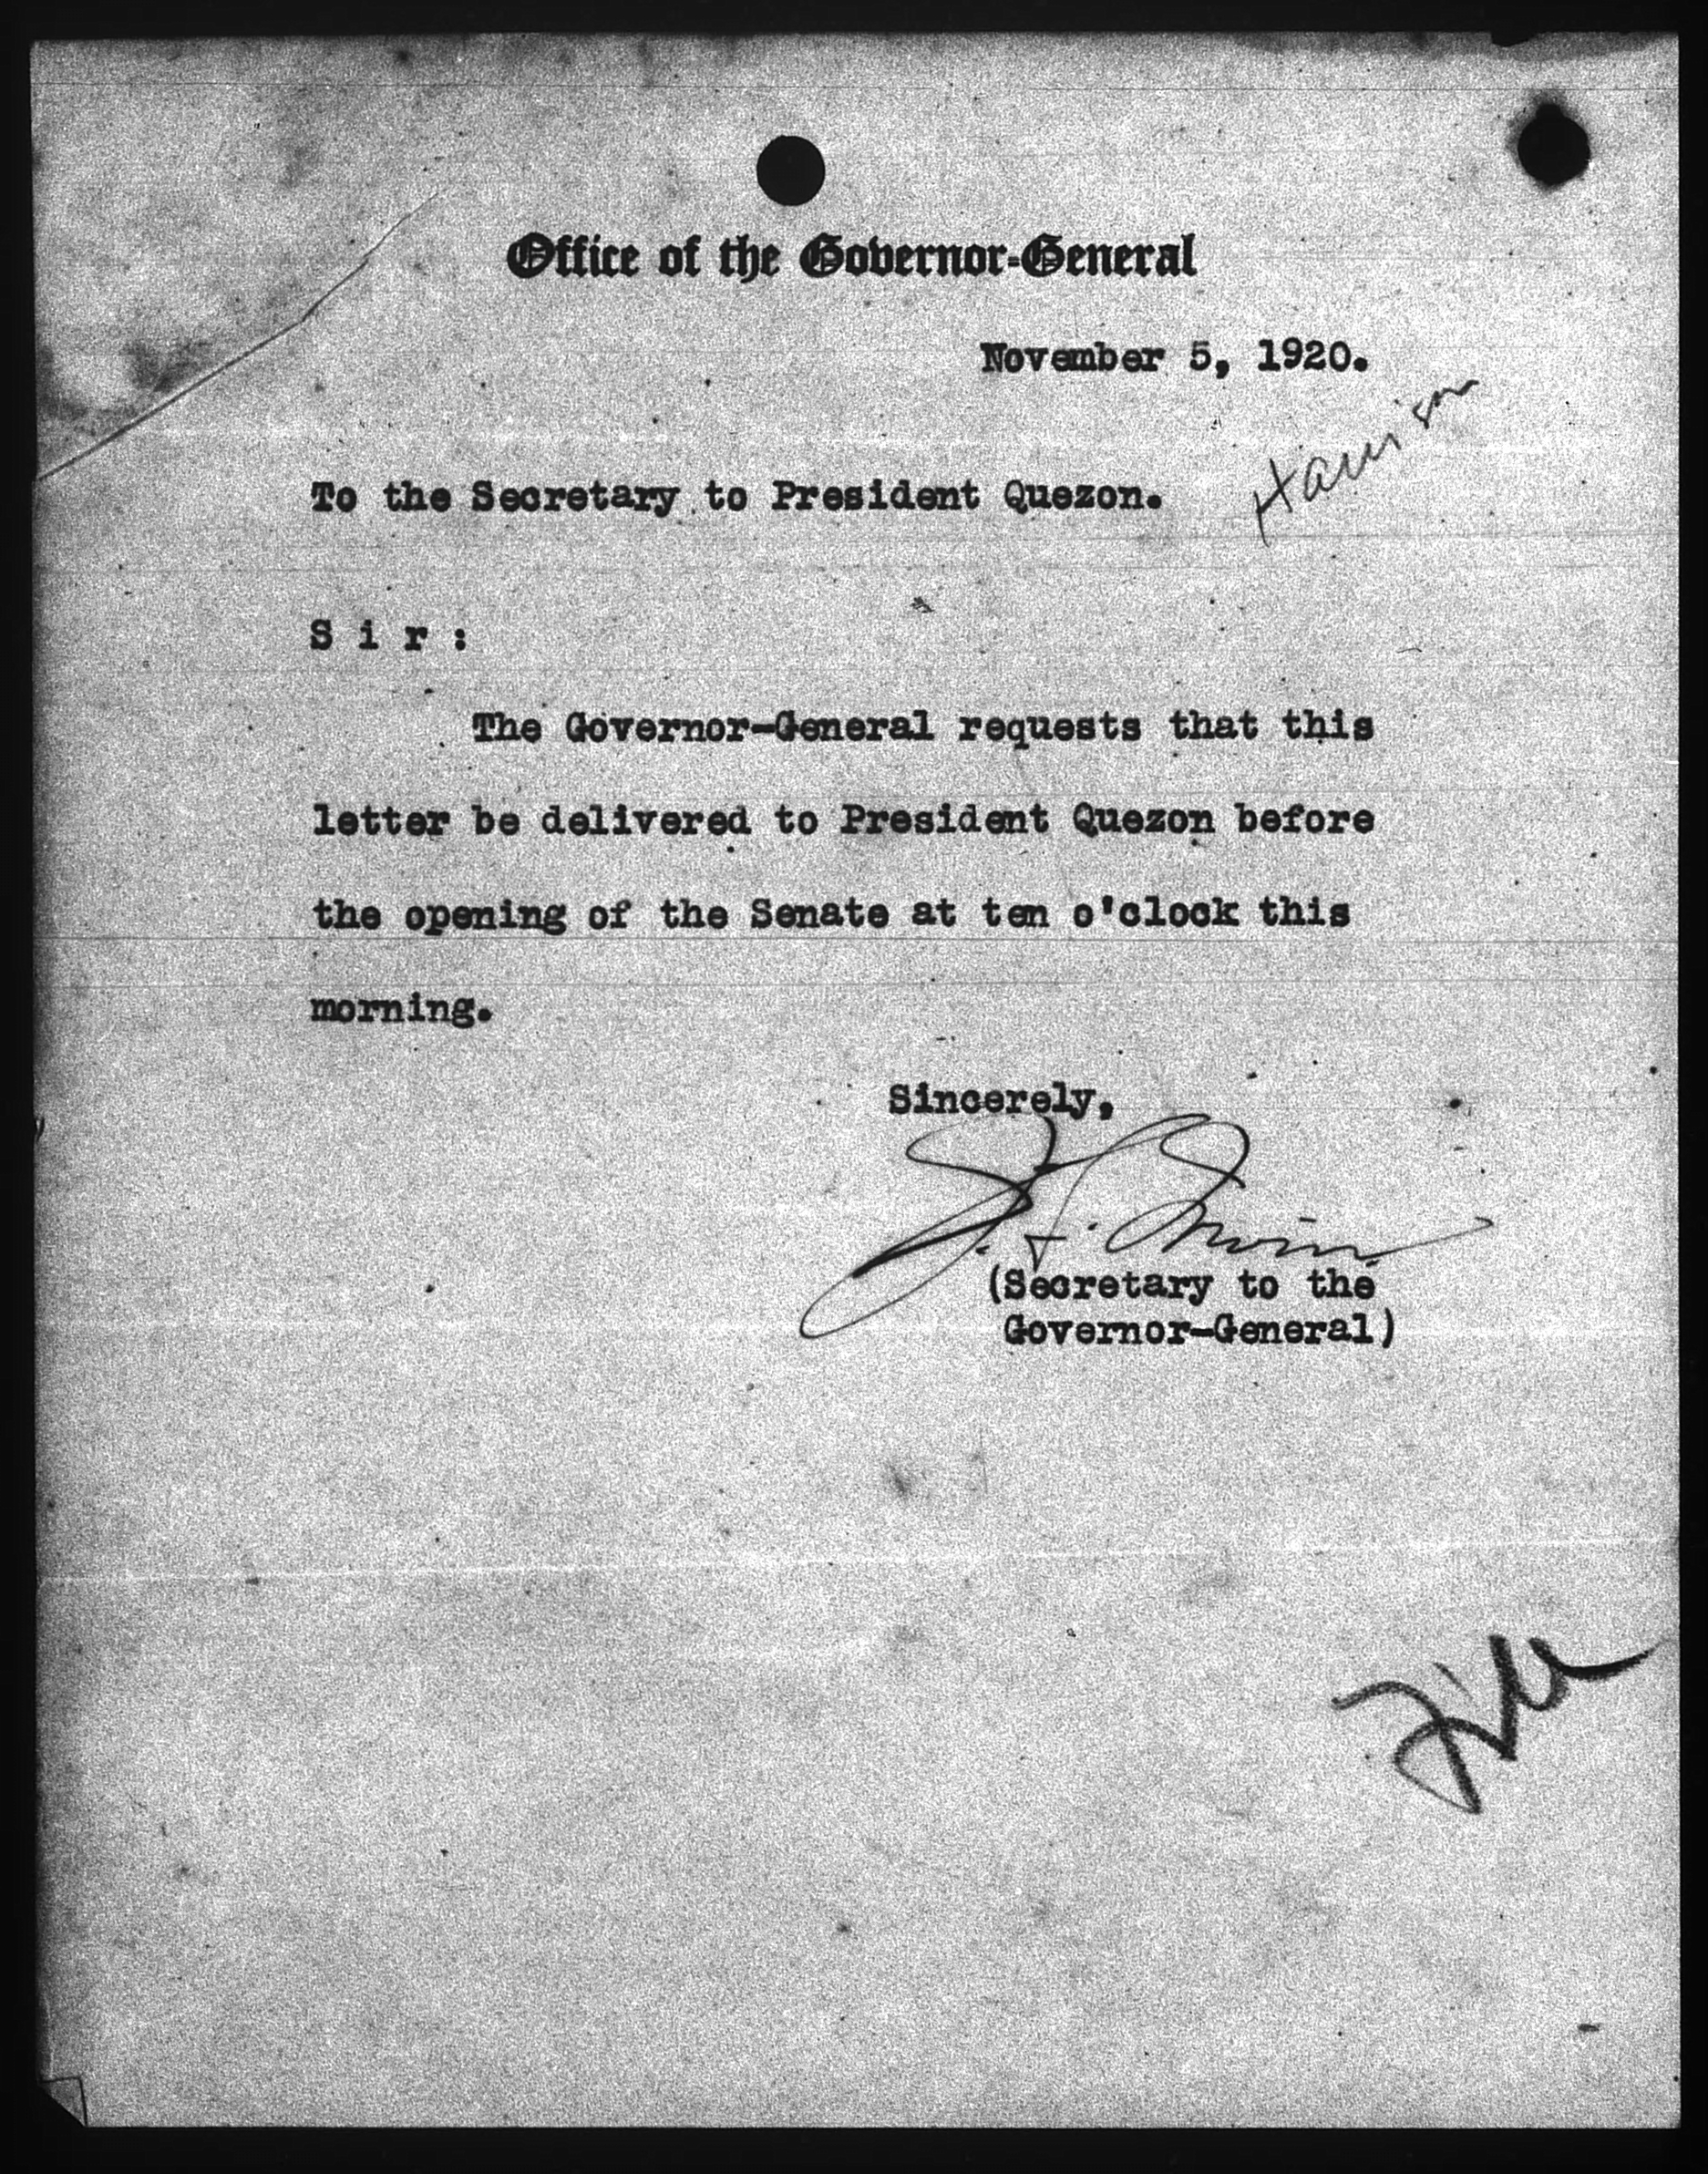 Office of the Governor-General
November 5, 1920.
Harrison
To the Secretary to President Quezon.
S i r :
The Governor-General requests that this
letter be delivered to President Quezon before
the opening of the Senate at ten o'clock this
morning.
Sincerely,
(Secretary to the
Governor-General)
File